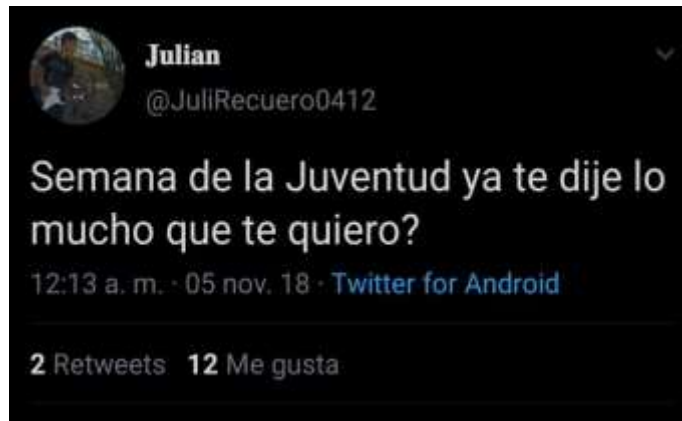 Julian
@JuliRecuero0412
Semana de la Juventud ya te dije lo
mucho que te quiero?
12:13 a. m. · 05 nov. 18 · Twitter for Android
2 Retweets 12 Me gusta